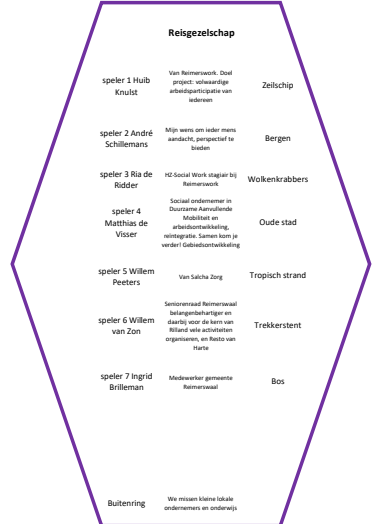 Reisgezelschap
speler 1 Huib
Knulst
Van Reimerswork. Doel
project: volwaardige
arbeidsparticipatie van
iedereen
Zeilschip
speler 2 André
Schillemans
Mijn wens om ieder mens
aandacht, perspectief te
bieden
Bergen
speler 3 Ria de
Ridder
HZ-Social Work stagiair bij
Reimerswork
Wolkenkrabbers
speler 4
Matthias de
Visser
Sociaal ondernemer in
Duurzame Aanvullende
Mobiliteit en
arbeidsontwikkeling,
reintegratie. Samen kom je
verder! Gebiedsontwikkeling
Oude stad
speler 5 Willem
Peeters
Van Salcha Zorg
Tropisch strand
speler 6 Willem
van Zon
Seniorenraad Reimerswaal
belangenbehartiger en
daarbij voor de kern van
Rilland vele activiteiten
organiseren, en Resto van
Harte
Trekkerstent
speler 7 Ingrid
Brilleman
Medewerker gemeente
Reimerswaal
Bos
Buitenring
We missen kleine lokale
ondernemers en onderwijs